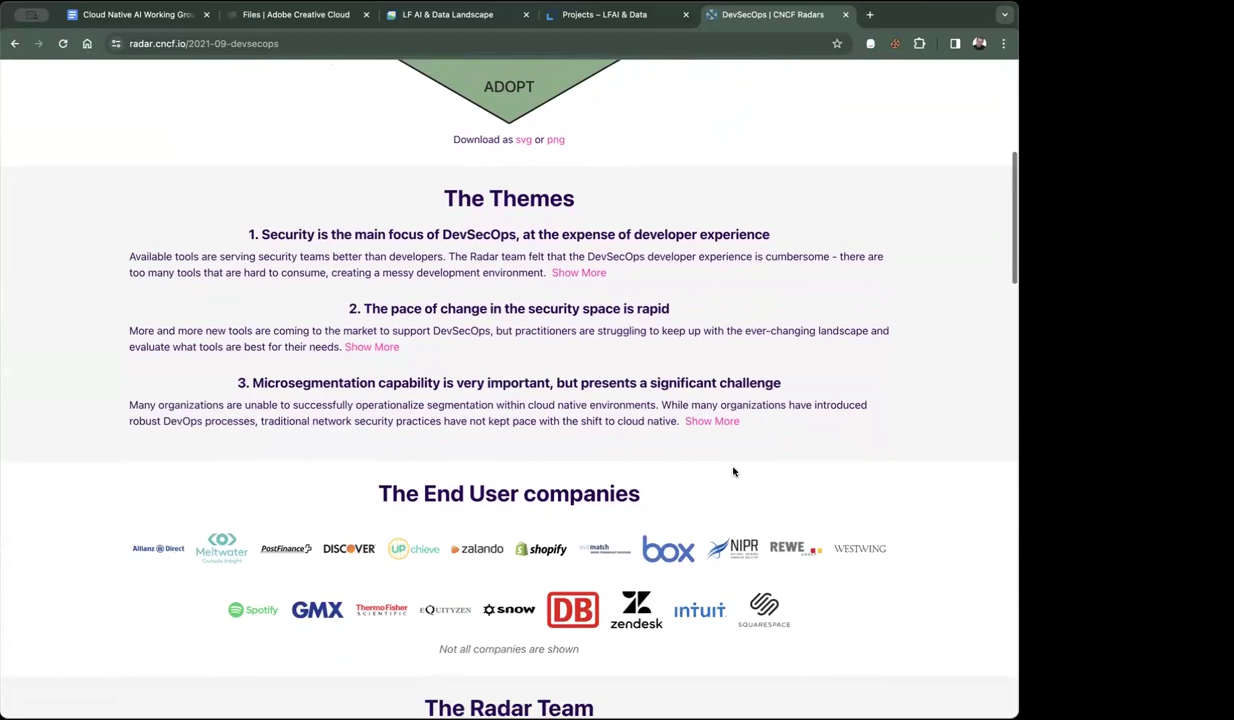 Cloud Native AI Working Gro
Files | Adobe Creative Cloud
LF AI & Data Landscape
Projects – LFAI & Data
DevSecOps | CNCF Radars
radar.cncf.io/2021-09-devsecops
ADOPT
Download as svg or png
The Themes
1. Security is the main focus of DevSecOps, at the expense of developer experience
Available tools are serving security teams better than developers. The Radar team felt that the DevSecOps developer experience is cumbersome - there are
too many tools that are hard to consume, creating a messy development environment. Show More
2. The pace of change in the security space is rapid
More and more new tools are coming to the market to support DevSecOps, but practitioners are struggling to keep up with the ever-changing landscape and
evaluate what tools are best for their needs. Show More
3. Microsegmentation capability is very important, but presents a significant challenge
Many organizations are unable to successfully operationalize segmentation within cloud native environments. While many organizations have introduced
robust DevOps processes, traditional network security practices have not kept pace with the shift to cloud native. Show More
The End User companies
Allianz Direct
Meltwater
Outside Insight
PostFinance
DISCOVER
UPchieve
zalando
shopify
match
box
NIPR
REWE
GROUP
WESTWING
Spotify
GMX
ThermoFisher
SCIENTIFIC
EQUITYZEN
snow
DB
zendesk
intuit
SQUARESPACE
Not all companies are shown
The Radar Team